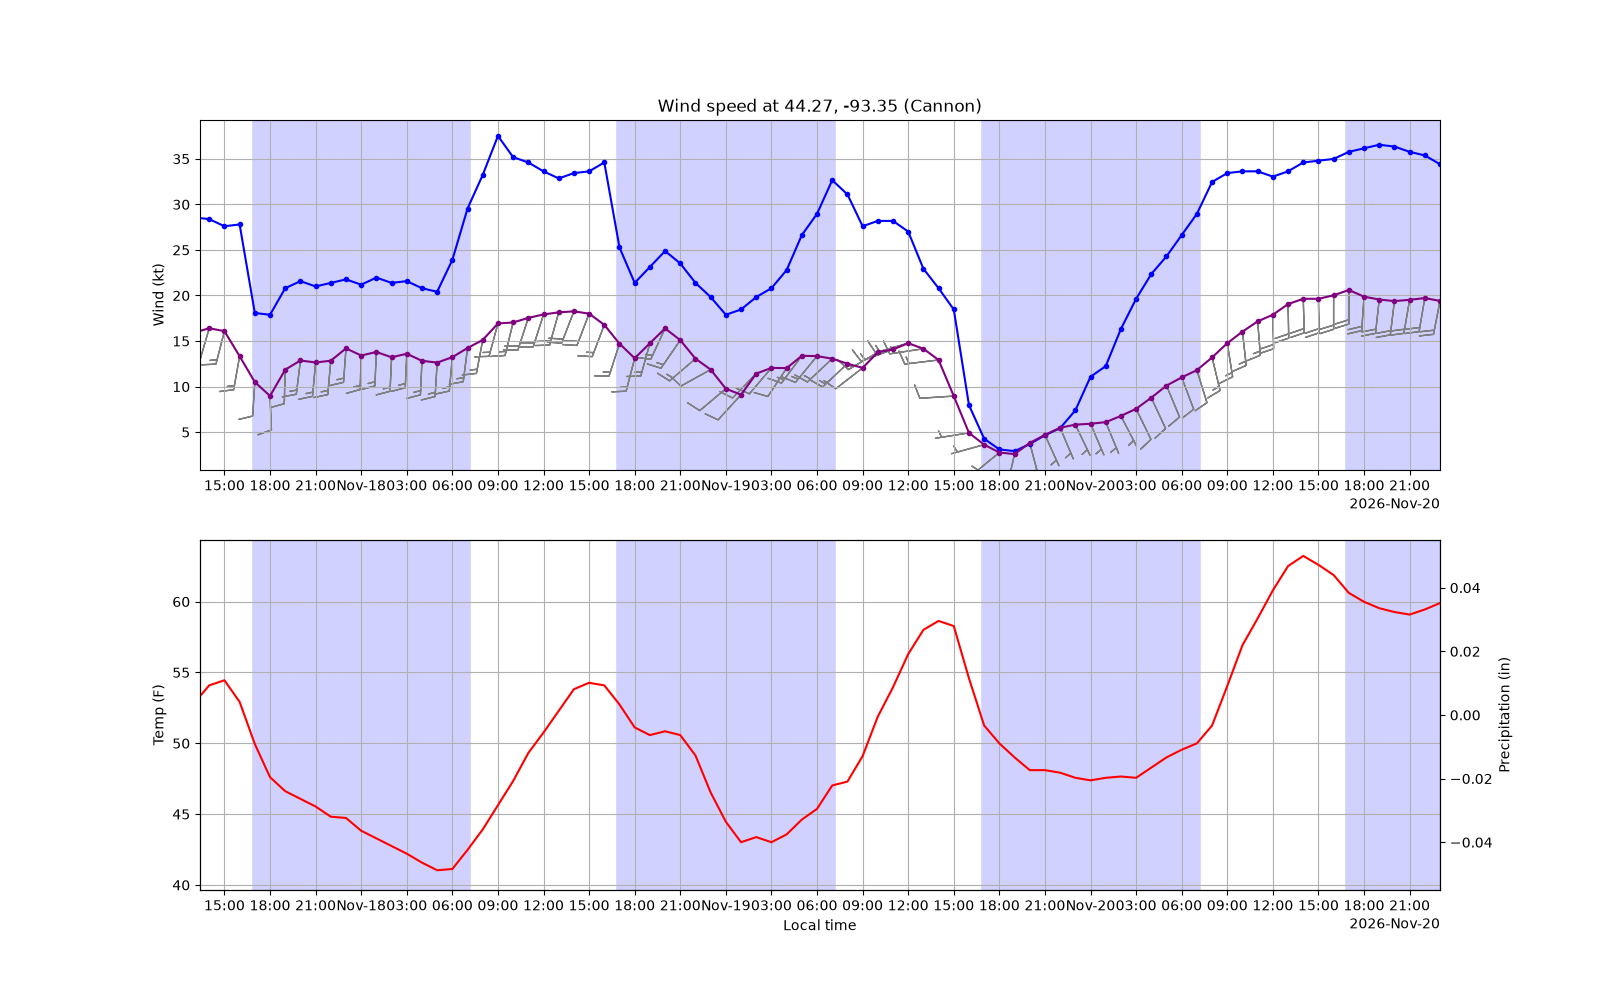 Wind speed at 44.27, -93.35 (Cannon)
Wind (kt)
35
30
25
20
15
10
5
15:00 18:00 21:00 Nov-18 03:00 06:00 09:00 12:00 15:00 18:00 21:00 Nov-19 03:00 06:00 09:00 12:00 15:00 18:00 21:00 Nov-20 03:00 06:00 09:00 12:00 15:00 18:00 21:00
2026-Nov-20
Temp (F)
60
55
50
45
40
0.04
0.02
0.00
−0.02
−0.04
Precipitation (in)
15:00 18:00 21:00 Nov-18 03:00 06:00 09:00 12:00 15:00 18:00 21:00 Nov-19 03:00 06:00 09:00 12:00 15:00 18:00 21:00 Nov-20 03:00 06:00 09:00 12:00 15:00 18:00 21:00
Local time
2026-Nov-20